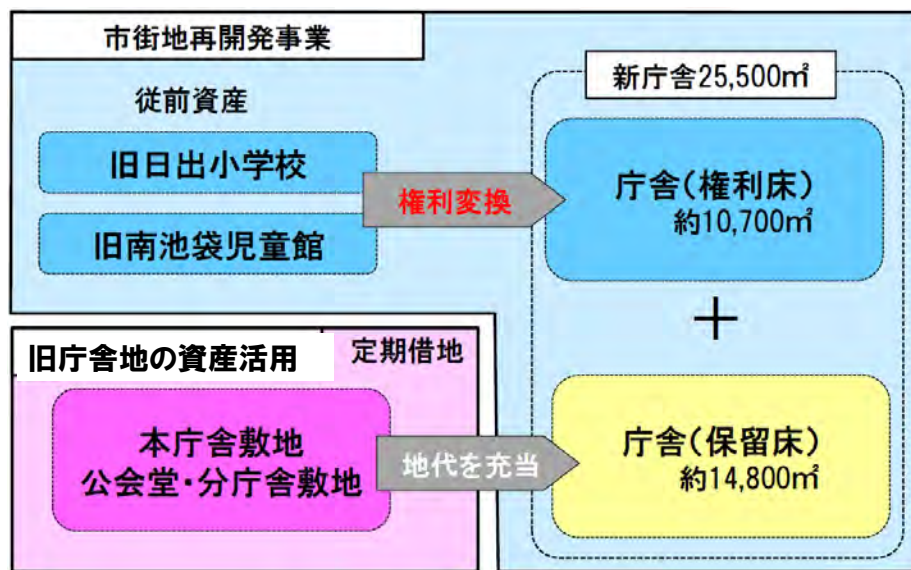 市街地再開発事業
従前資産
旧日出小学校
旧南池袋児童館
権利変換
新庁舎25,500㎡
庁舎(権利床)
約10,700㎡
＋
庁舎(保留床)
約14,800㎡
旧庁舎地の資産活用
定期借地
本庁舎敷地
公会堂・分庁舎敷地
地代を充当